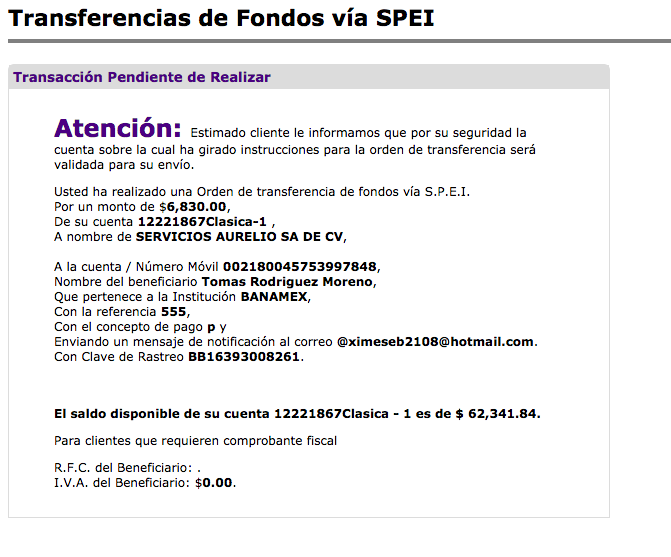 Transferencias de Fondos vía SPEI
Transacción Pendiente de Realizar
Atención: Estimado cliente le informamos que por su seguridad la
cuenta sobre la cual ha girado instrucciones para la orden de transferencia será
validada para su envío.
Usted ha realizado una Orden de transferencia de fondos vía S.P.E.I.
Por un monto de $6,830.00,
De su cuenta 12221867Clasica-1 ,
A nombre de SERVICIOS AURELIO SA DE CV,
A la cuenta / Número Móvil 002180045753997848,
Nombre del beneficiario Tomas Rodriguez Moreno,
Que pertenece a la Institución BANAMEX,
Con la referencia 555,
Con el concepto de pago p y
Enviando un mensaje de notificación al correo @ximeseb2108@hotmail.com.
Con Clave de Rastreo BB16393008261.
El saldo disponible de su cuenta 12221867Clasica - 1 es de $ 62,341.84.
Para clientes que requieren comprobante fiscal
R.F.C. del Beneficiario: .
I.V.A. del Beneficiario: $0.00.